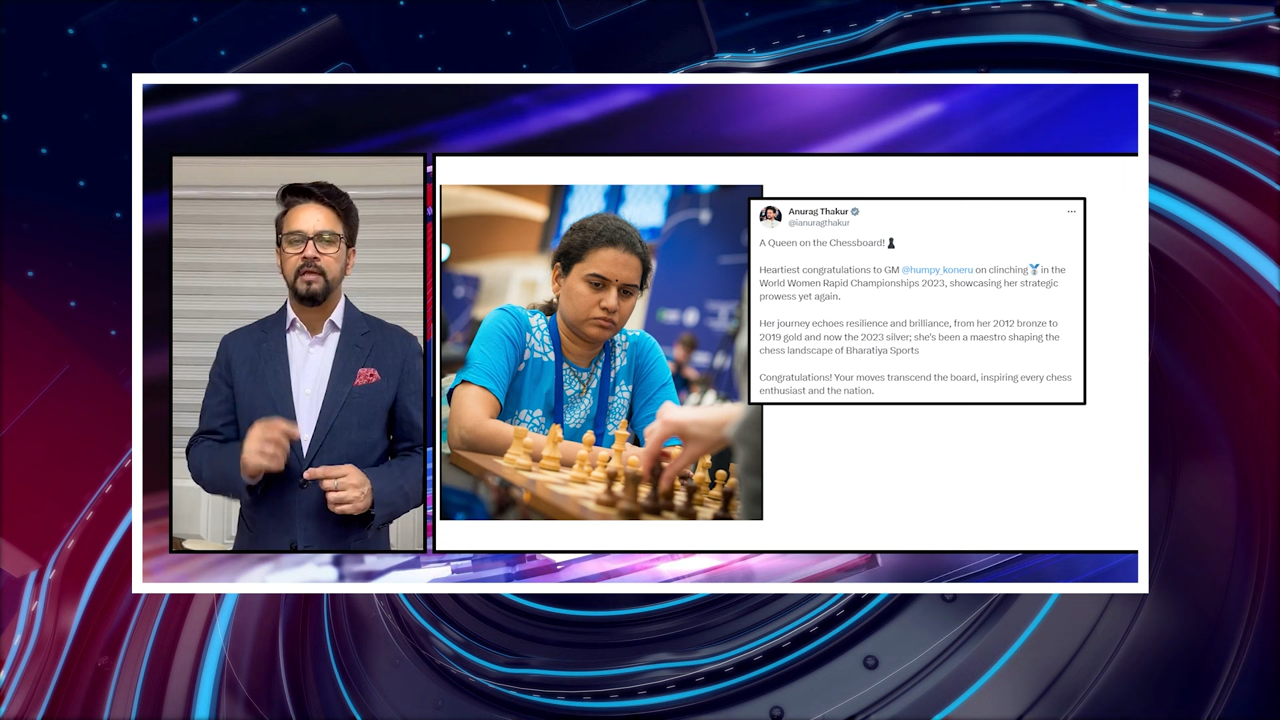 Anurag Thakur
@ianuragthakur
A Queen on the Chessboard! ♟
Heartiest congratulations to GM @humpy_koneru on clinching🥈in the
World Women Rapid Championships 2023, showcasing her strategic
prowess yet again.
Her journey echoes resilience and brilliance, from her 2012 bronze to
2019 gold and now the 2023 silver; she's been a maestro shaping the
chess landscape of Bharatiya Sports
Congratulations! Your moves transcend the board, inspiring every chess
enthusiast and the nation.